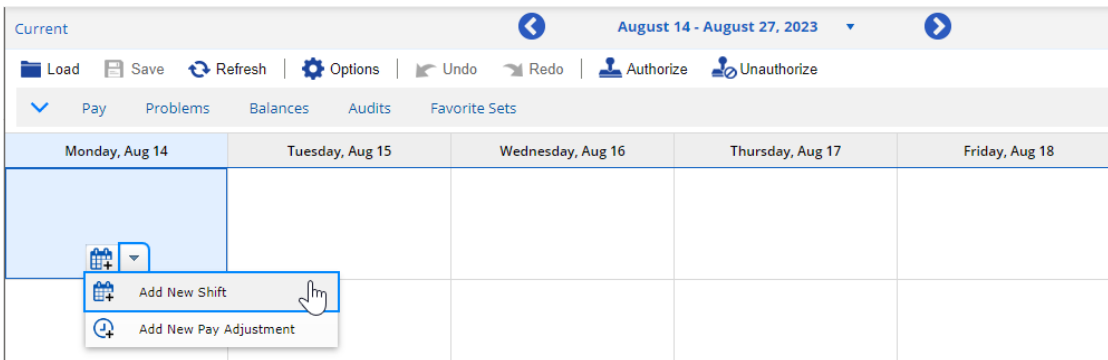 Current August 14 - August 27, 2023
Load Save Refresh Options Undo Redo Authorize Unauthorize
Pay Problems Balances Audits Favorite Sets
Monday, Aug 14 Tuesday, Aug 15 Wednesday, Aug 16 Thursday, Aug 17 Friday, Aug 18
Add New Shift
Add New Pay Adjustment